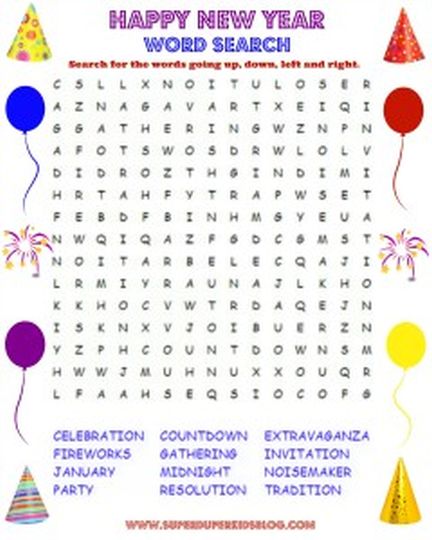 HAPPY NEW YEAR
WORD SEARCH
Search for the words going up, down, left and right.
C S L L X N O I T U L O S E R
A Z N A G A V A R T X E I Q I
G G A T H E R I N G W Z N P N
A F O T S W O S D R W L O L V
D I D R O Z T H G I N D I M I
H R T A H F Y T R A P W S E T
F E B D F B I N H M G Y E U A
N W Q I Q A Z F G D C G M S T
N O I T A R B E L E C Q A J I
L R M I Y R A U N A J L K H O
K K H O C V W T R D A Q E J N
I S K N X V J O I B U E R Z N
Y Z P H C O U N T D O W N S M
H W W J M U H N U X X O U Q R
L F A A H S E Q S I O C O F G
CELEBRATION COUNTDOWN EXTRAVAGANZA
FIREWORKS GATHERING INVITATION
JANUARY MIDNIGHT NOISEMAKER
PARTY RESOLUTION TRADITION
WWW.SUPERDUPERKIDSBLOG.COM